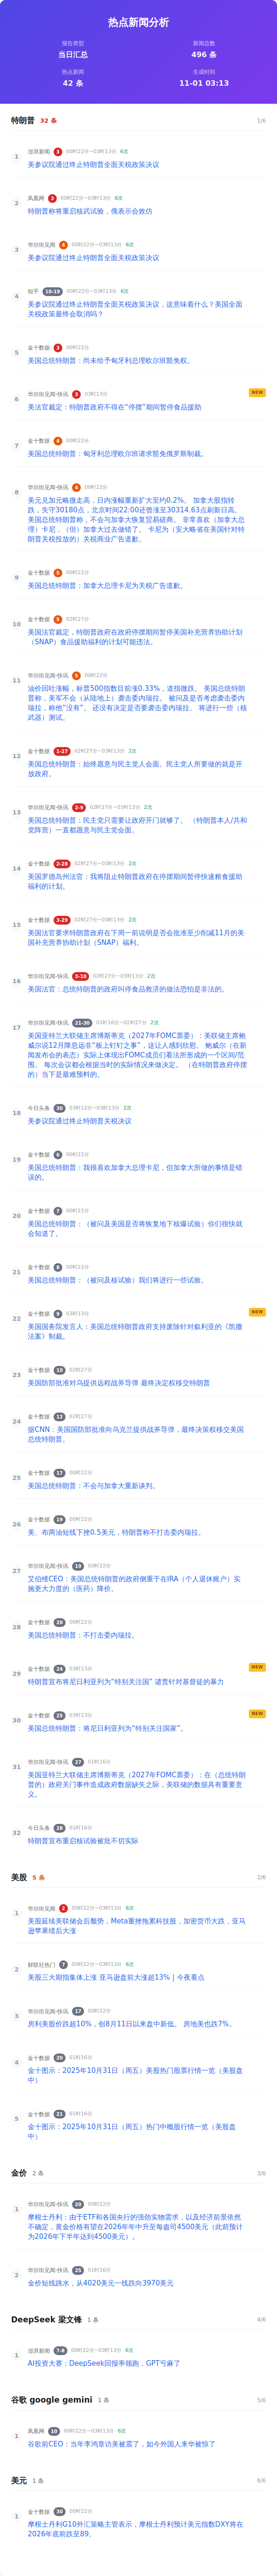 热点新闻分析
报告类型
新闻总数
当日汇总
496 条
热点新闻
生成时间
42 条
11-01 03:13
特朗普 32 条 1/6
1
澎湃新闻 3 00时22分~03时13分 6次
美参议院通过终止特朗普全面关税政策决议
2
凤凰网 3 00时22分~03时13分 6次
特朗普称将重启核武试验，俄表示会效仿
3
华尔街见闻 4 00时22分~03时13分 6次
美参议院通过终止特朗普全面关税政策决议
4
知乎 10-19 00时22分~03时13分 6次
美参议院通过终止特朗普全面关税政策决议，这意味着什么？美国全面
关税政策最终会取消吗？
5
金十数据 3 00时22分
美国总统特朗普：尚未给予匈牙利总理欧尔班豁免权。
6
华尔街见闻-快讯 3 03时13分 NEW
美法官裁定：特朗普政府不得在“停摆”期间暂停食品援助
7
金十数据 4 00时22分
美国总统特朗普：匈牙利总理欧尔班请求豁免俄罗斯制裁。
8
华尔街见闻-快讯 4 00时22分
美元兑加元略微走高，日内涨幅重新扩大至约0.2%。 加拿大股指转
跌，失守30180点，北京时间22:00还曾涨至30314.63点刷新日高。
美国总统特朗普称，不会与加拿大恢复贸易磋商。 非常喜欢（加拿大总
理）卡尼，（但）加拿大过去做错了。 卡尼为（安大略省在美国针对特
朗普关税投放的）关税商业广告道歉。
9
金十数据 5 00时22分
美国总统特朗普：加拿大总理卡尼为关税广告道歉。
10
金十数据 5 02时27分
美国法官裁定，特朗普政府在政府停摆期间暂停美国补充营养协助计划
（SNAP）食品援助福利的计划可能违法。
11
华尔街见闻-快讯 5 00时22分
油价回吐涨幅，标普500指数目前涨0.33%，道指微跌。 美国总统特朗
普称，美军不会（从陆地上）袭击委内瑞拉。 被问及是否考虑袭击委内
瑞拉，称他“没有”。 还没有决定是否要袭击委内瑞拉。 将进行一些（核
武器）测试。
12
金十数据 1-27 02时27分~03时13分 2次
美国总统特朗普：始终愿意与民主党人会面。民主党人所要做的就是开
放政府。
13
华尔街见闻-快讯 2-9 02时27分~03时13分 2次
美国总统特朗普：民主党只需要让政府开门就够了。 （特朗普本人/共和
党阵营）一直都愿意与民主党会面。
14
金十数据 2-28 02时27分~03时13分 2次
美国罗德岛州法官：我将阻止特朗普政府在停摆期间暂停快速粮食援助
福利的计划。
15
金十数据 3-29 02时27分~03时13分 2次
美国法官要求特朗普政府在下周一前说明是否会批准至少削减11月的美
国补充营养协助计划（SNAP）福利。
16
华尔街见闻-快讯 3-10 02时27分~03时13分 2次
美国法官：总统特朗普的政府叫停食品救济的做法恐怕是非法的。
17
华尔街见闻-快讯 21-30 01时16分~02时27分 2次
美国亚特兰大联储主席博斯蒂克（2027年FOMC票委）：美联储主席鲍
威尔说12月降息远非“板上钉钉之事”，这让人感到欣慰。 鲍威尔（在新
闻发布会的表态）实际上体现出FOMC成员们看法所形成的一个区间/范
围。 每次会议都会根据当时的实际情况来做决定。 （在特朗普政府停摆
的）当下是最难预料的。
18
今日头条 30 03时12分~03时13分 2次
美参议院通过终止特朗普关税决议
19
金十数据 6 00时22分
美国总统特朗普：我很喜欢加拿大总理卡尼，但加拿大所做的事情是错
误的。
20
金十数据 7 00时22分
美国总统特朗普：（被问及美国是否将恢复地下核爆试验）你们很快就
会知道了。
21
金十数据 8 00时22分
美国总统特朗普：（被问及核试验）我们将进行一些试验。
22
金十数据 9 03时13分 NEW
美国国务院发言人：美国总统特朗普政府支持废除针对叙利亚的《凯撒
法案》制裁。
23
金十数据 10 02时27分
美国防部批准对乌提供远程战斧导弹 最终决定权移交特朗普
24
金十数据 12 02时27分
据CNN：美国国防部批准向乌克兰提供战斧导弹，最终决策权移交美国
总统特朗普。
25
金十数据 17 00时22分
美国总统特朗普：不会与加拿大重新谈判。
26
金十数据 19 00时22分
美、布两油短线下挫0.5美元，特朗普称不打击委内瑞拉。
27
华尔街见闻-快讯 19 00时22分
艾伯维CEO：美国总统特朗普的政府侧重于在IRA（个人退休账户）实
施更大力度的（医药）降价。
28
金十数据 20 00时22分
美国总统特朗普：不打击委内瑞拉。
29
金十数据 24 03时13分 NEW
特朗普宣布将尼日利亚列为“特别关注国” 谴责针对基督徒的暴力
30
金十数据 25 03时13分 NEW
美国总统特朗普：将尼日利亚列为“特别关注国家”。
31
华尔街见闻-快讯 27 01时16分
美国亚特兰大联储主席博斯蒂克（2027年FOMC票委）：在（总统特朗
普的）政府关门事件造成政府数据缺失之际，美联储的数据具有重要意
义。
32
今日头条 28 01时16分
特朗普宣布重启核试验被批不切实际
美股 5 条 2/6
1
华尔街见闻 2 00时22分~03时13分 6次
美股延续美联储会后颓势，Meta重挫拖累科技股，加密货币大跌，亚马
逊苹果绩后大涨
2
财联社热门 7 00时22分~03时13分 6次
美股三大期指集体上涨 亚马逊盘前大涨超13%丨今夜看点
3
华尔街见闻-快讯 17 00时22分
房利美股价跌超10%，创8月11日以来盘中新低。 房地美也跌7%。
4
金十数据 20 01时16分
金十图示：2025年10月31日（周五）美股热门股票行情一览（美股盘
中）
5
金十数据 21 01时16分
金十图示：2025年10月31日（周五）热门中概股行情一览（美股盘
中）
金价 2 条 3/6
1
华尔街见闻-快讯 20 00时22分
摩根士丹利：由于ETF和各国央行的强劲实物需求，以及经济前景依然
不确定，黄金价格有望在2026年年中升至每盎司4500美元（此前预计
为2026年下半年达到4500美元）。
2
华尔街见闻-快讯 25 01时16分
金价短线跳水，从4020美元一线跌向3970美元
DeepSeek 梁文锋 1 条 4/6
1
澎湃新闻 7-8 00时22分~03时13分 6次
AI投资大赛：DeepSeek回报率领跑，GPT亏麻了
谷歌 google gemini 1 条 5/6
1
凤凰网 10 00时22分~03时13分 6次
谷歌前CEO：当年李鸿章访美被震了，如今外国人来华被惊了
美元 1 条 6/6
1
金十数据 30 00时22分
摩根士丹利G10外汇策略主管表示，摩根士丹利预计美元指数DXY将在
2026年底前跌至89。